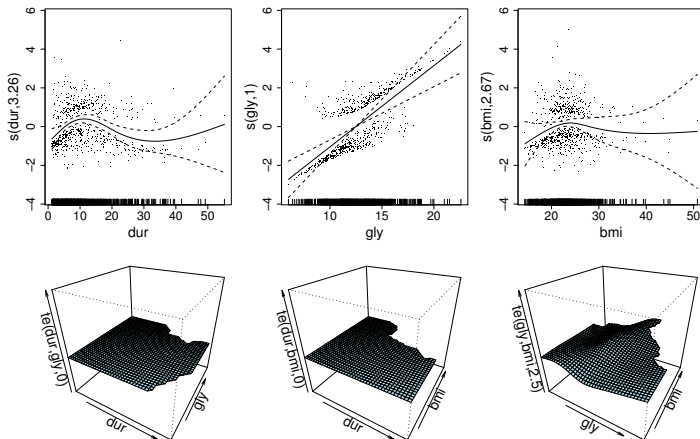 s(dur,3.26)
6
4
2
0
−2
−4
0 10 20 30 40 50
dur
s(gly,1)
6
4
2
0
−2
−4
10 15 20
gly
s(bmi,2.67)
6
4
2
0
−2
−4
20 30 40 50
bmi
te(dur,gly,0)
dur
gly
te(dur,bmi,0)
dur
bmi
te(gly,bmi,2.5)
gly
bmi